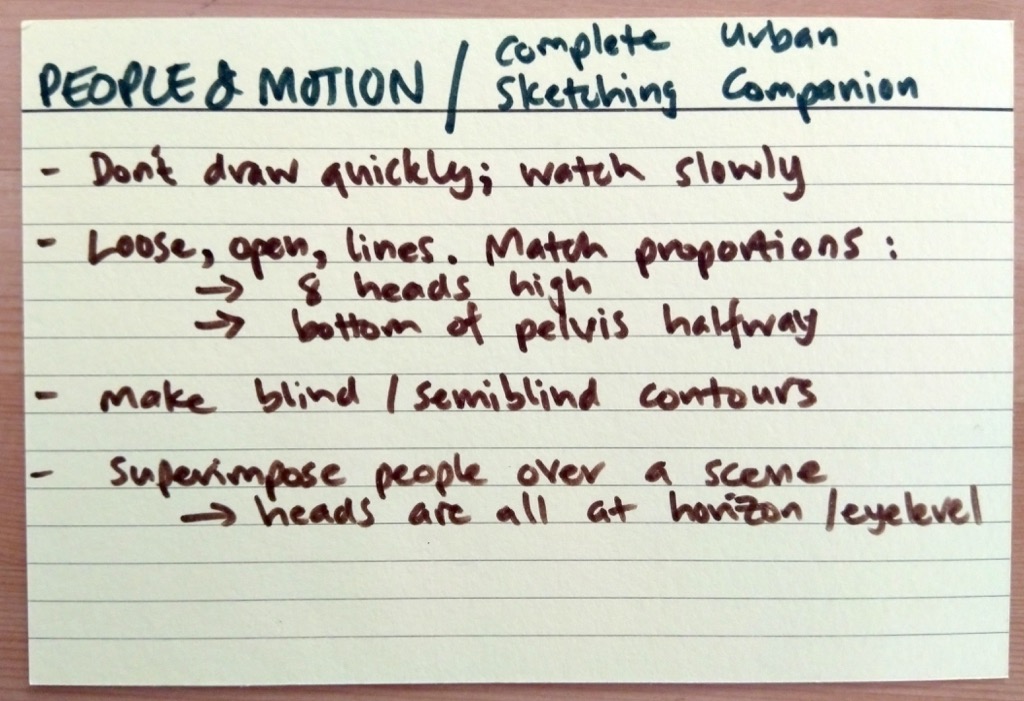 PEOPLE & MOTION / Complete Urban
Sketching Companion
- Don't draw quickly; watch slowly
- Loose, open, lines. Match proportions:
→ 8 heads high
→ bottom of pelvis halfway
- Make blind / semiblind contours
- Superimpose people over a scene
→ heads are all at horizon / eyelevel